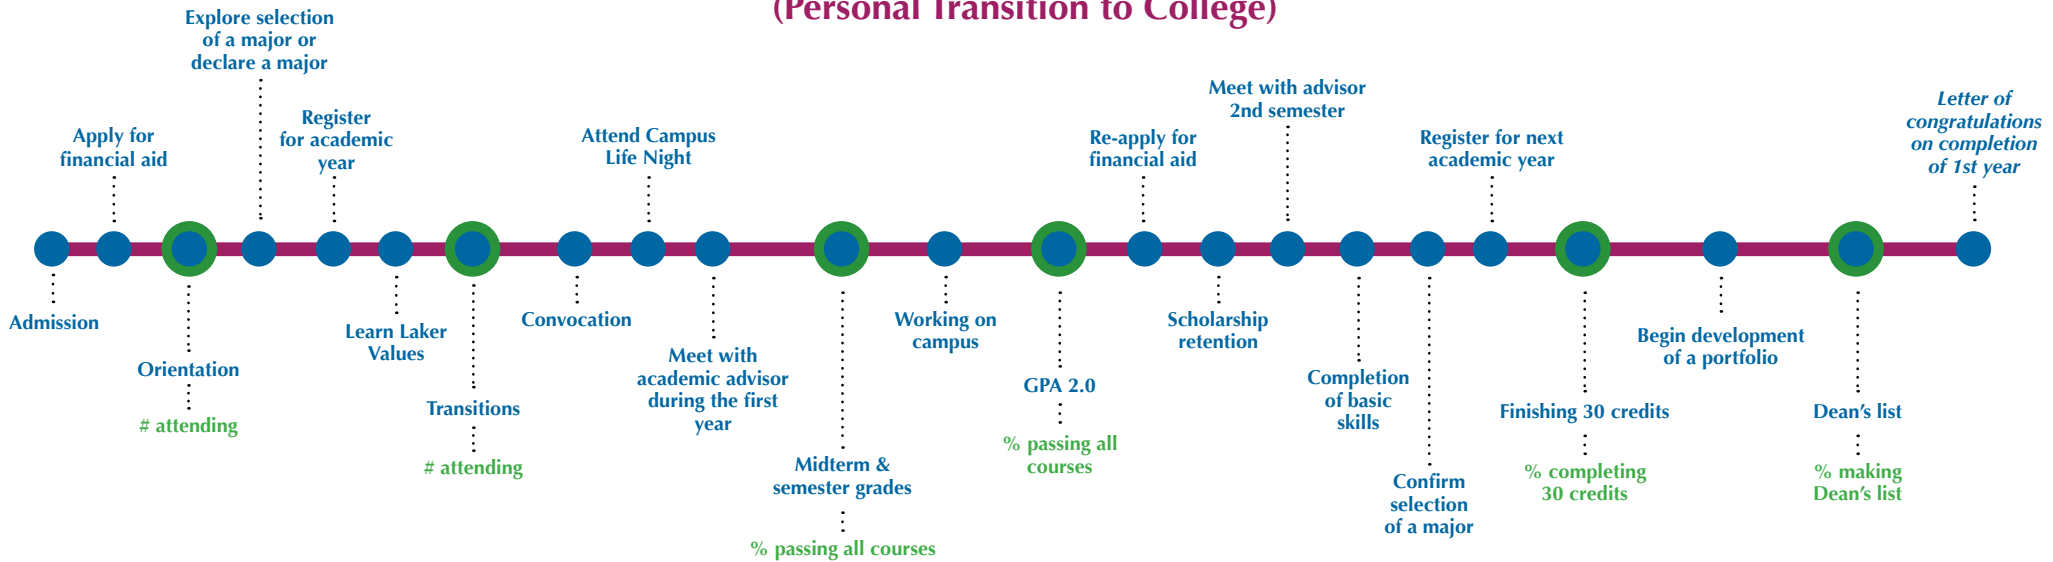 (Personal Transition to College)
Explore selection
of a major or
declare a major
Apply for
financial aid
Register
for academic
year
Attend Campus
Life Night
Re-apply for
financial aid
Meet with advisor
2nd semester
Register for next
academic year
Letter of
congratulations
on completion
of 1st year
Admission
Orientation
# attending
Learn Laker
Values
Transitions
# attending
Convocation
Meet with
academic advisor
during the first
year
Midterm &
semester grades
% passing all courses
Working on
campus
GPA 2.0
% passing all
courses
Scholarship
retention
Completion
of basic
skills
Confirm
selection
of a major
Finishing 30 credits
% completing
30 credits
Begin development
of a portfolio
Dean’s list
% making
Dean’s list